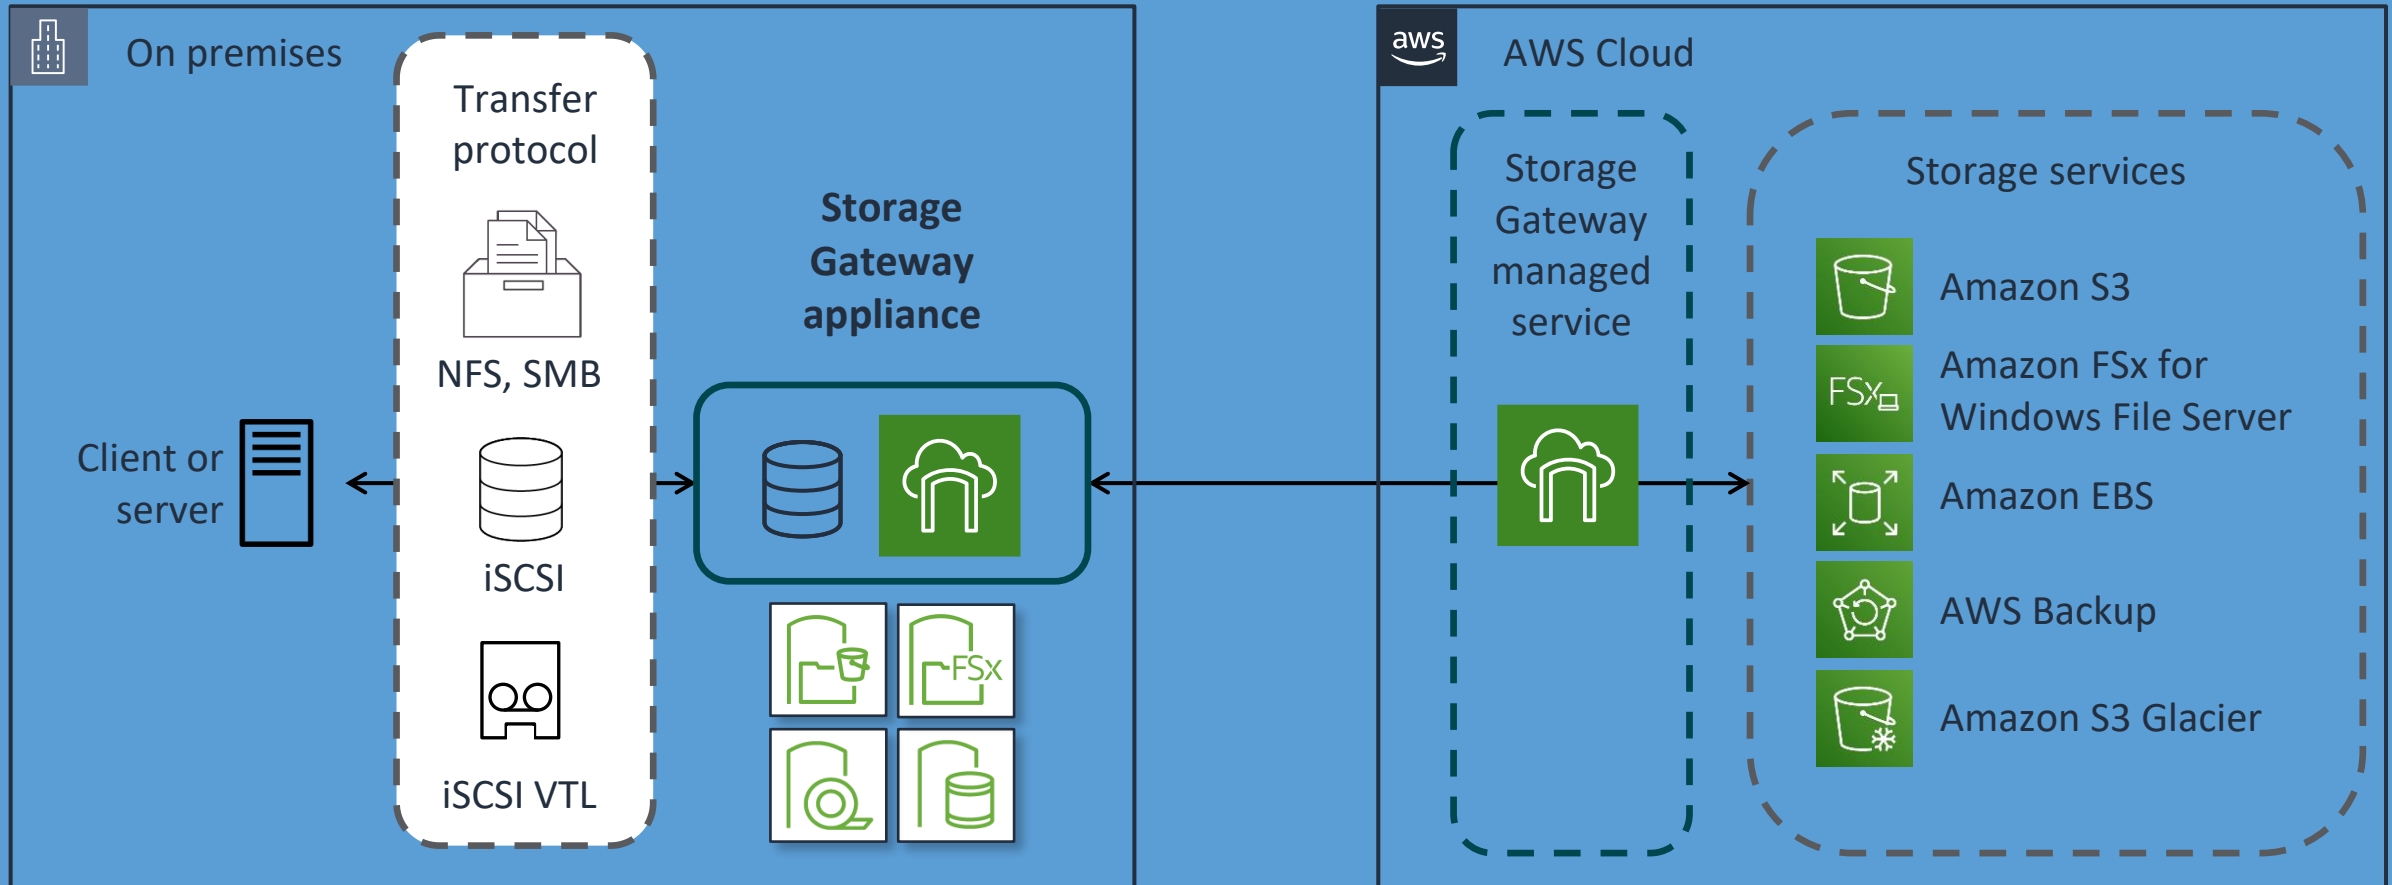 On premises
Transfer
protocol
NFS, SMB
iSCSI
iSCSI VTL
Client or
server
Storage
Gateway
appliance
FSx
aws
AWS Cloud
Storage
Gateway
managed
service
Storage services
Amazon S3
FSx
Amazon FSx for
Windows File Server
Amazon EBS
AWS Backup
Amazon S3 Glacier